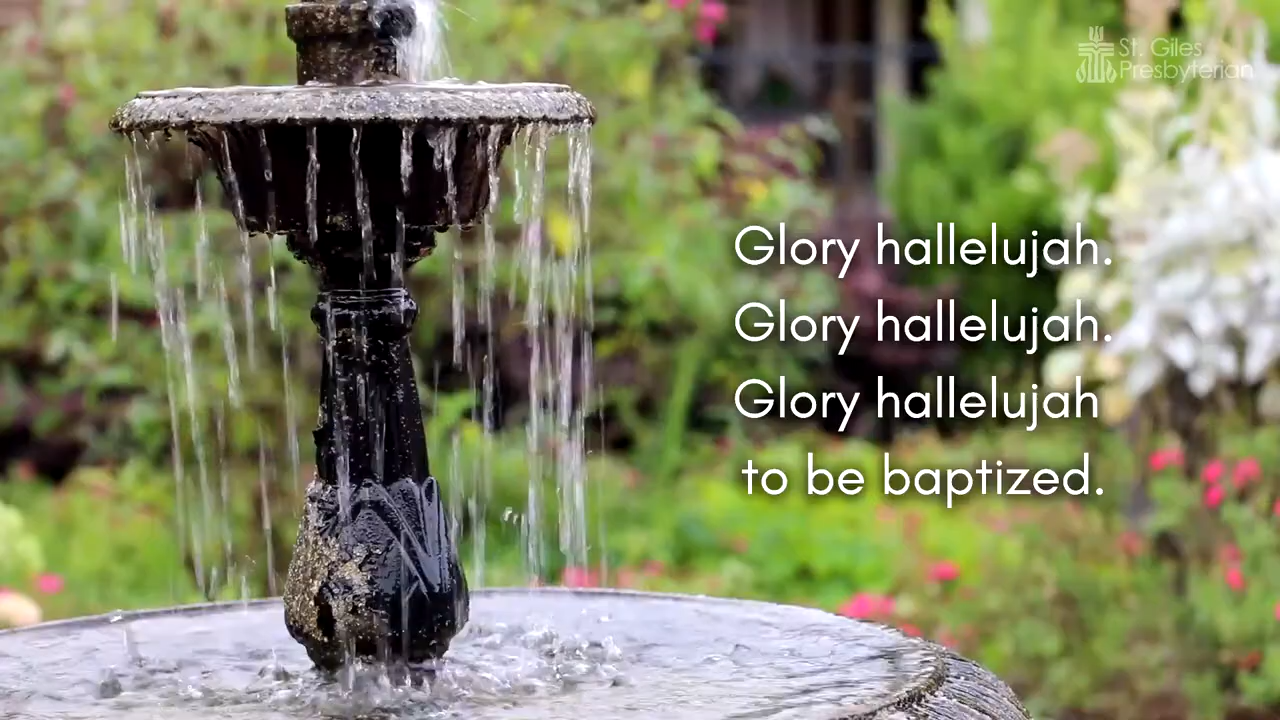 St. Giles
Presbyterian
Glory hallelujah.
Glory hallelujah.
Glory hallelujah
to be baptized.